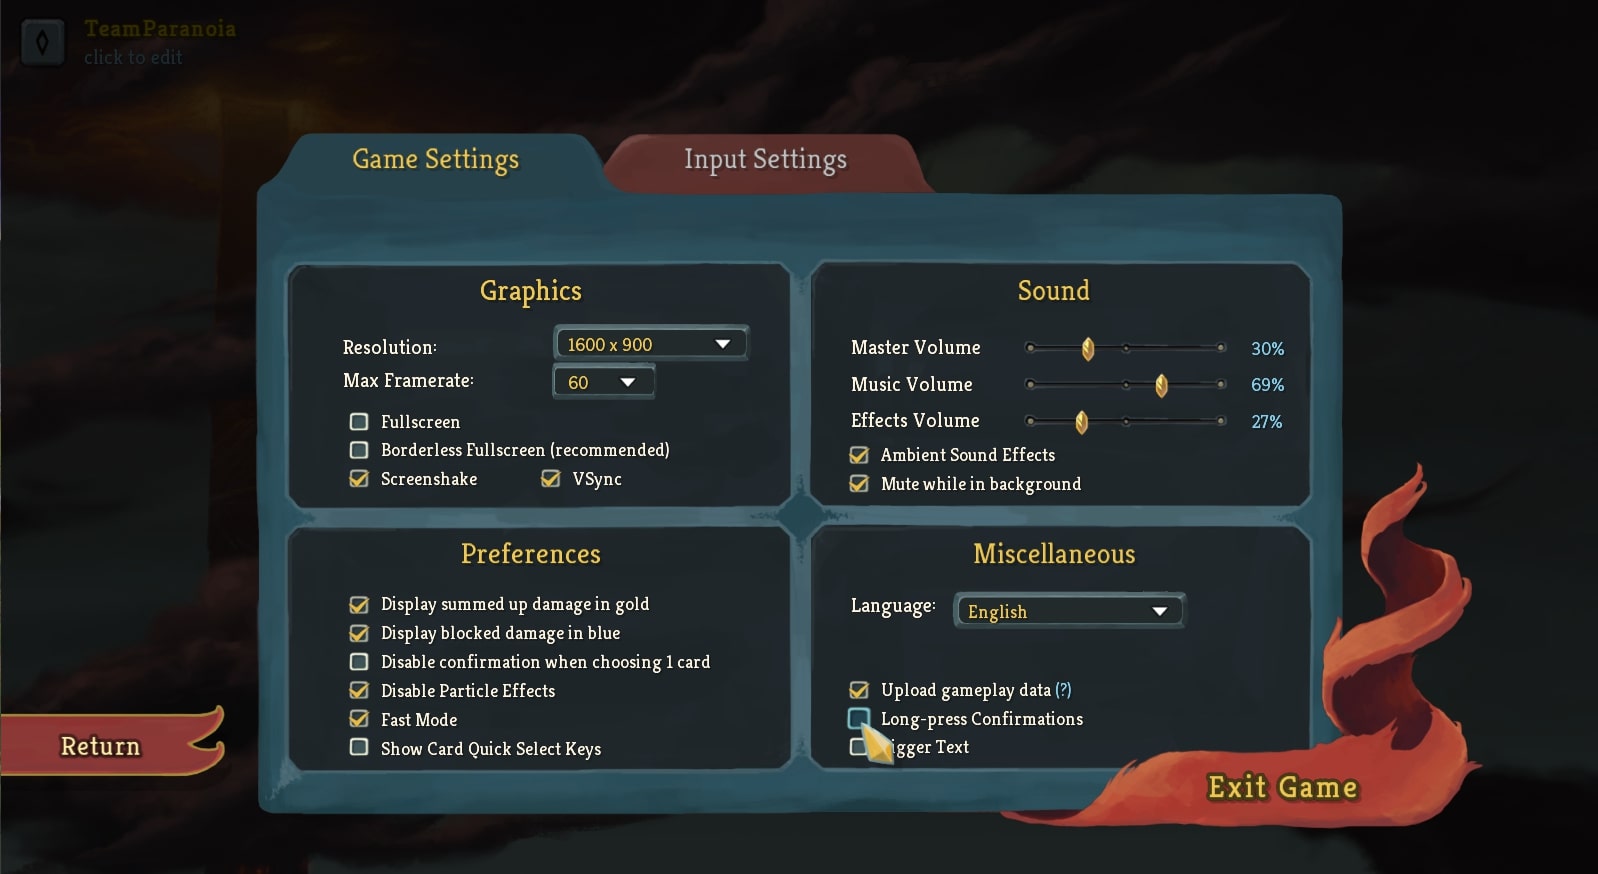 TeamParanoia
click to edit
Game Settings
Input Settings
Graphics
Resolution: 1600 x 900
Max Framerate: 60
Fullscreen
Borderless Fullscreen (recommended)
Screenshake VSync
Sound
Master Volume 30%
Music Volume 69%
Effects Volume 27%
Ambient Sound Effects
Mute while in background
Preferences
Display summed up damage in gold
Display blocked damage in blue
Disable confirmation when choosing 1 card
Disable Particle Effects
Fast Mode
Show Card Quick Select Keys
Miscellaneous
Language: English
Upload gameplay data (?)
Long-press Confirmations
igger Text
Return
Exit Game